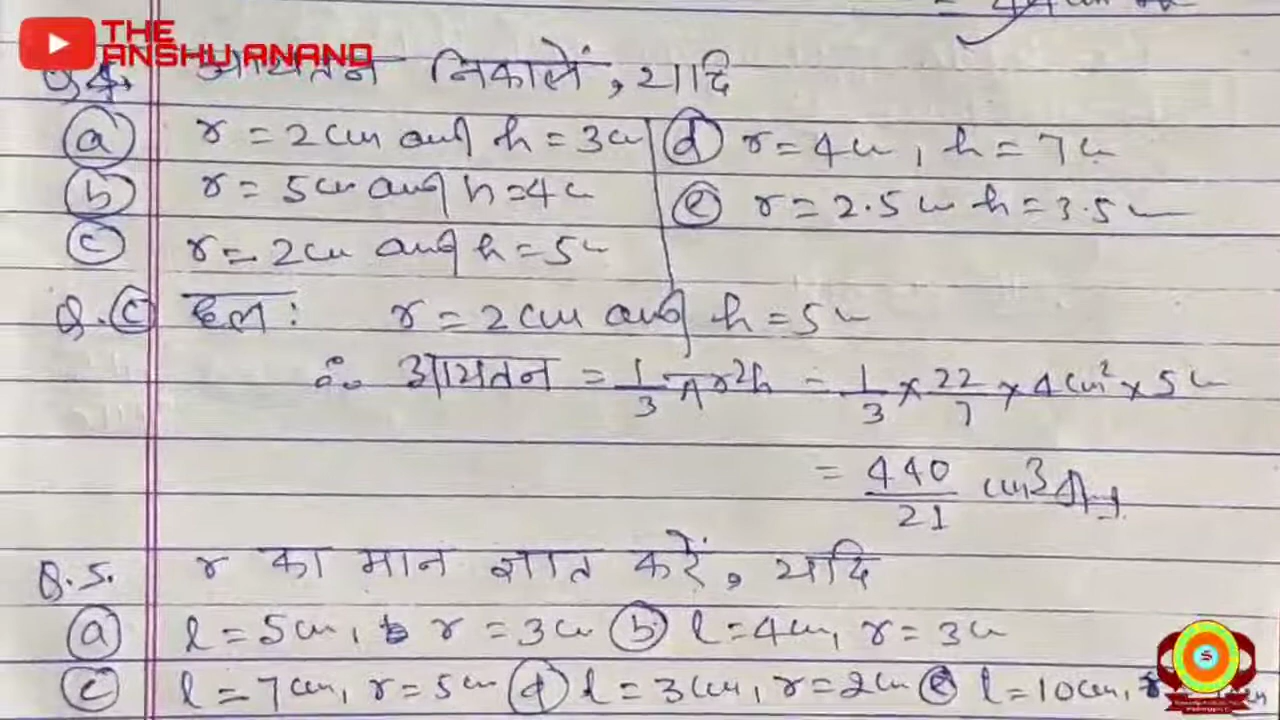 THE
ANSHU ANAND
Q.4. आयतन निकालें, यदि
(a) r = 2cm and h = 3cm (d) r = 4cm, h = 7cm
(b) r = 5cm and h = 4cm (e) r = 2.5cm h = 3.5cm
(c) r = 2cm and h = 5cm
Q.(c) हल : r = 2cm and h = 5cm
∴ आयतन = 1/3 πr²h = 1/3 × 22/7 × 4cm² × 5cm
= 440/21 cm³ Ans
Q.5. r का मान ज्ञात करें, यदि
(a) l = 5cm, r = 3cm (b) l = 4cm, r = 3cm
(c) l = 7cm, r = 5cm (d) l = 3cm, r = 2cm (e) l = 10cm,
S